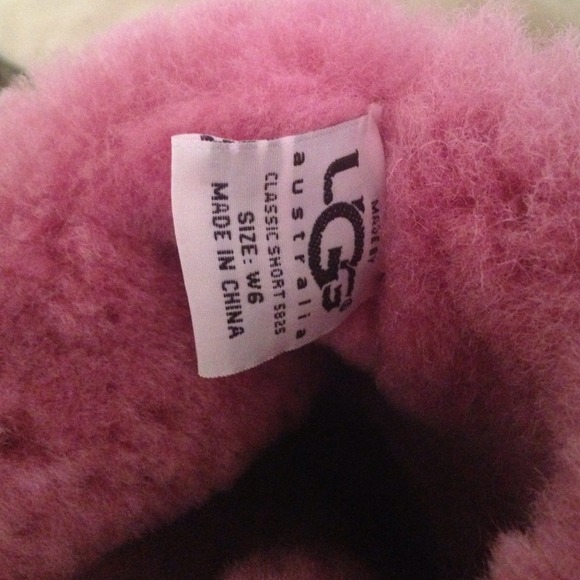 MADE BY
UGG
australia
CLASSIC SHORT 5825
SIZE: W6
MADE IN CHINA